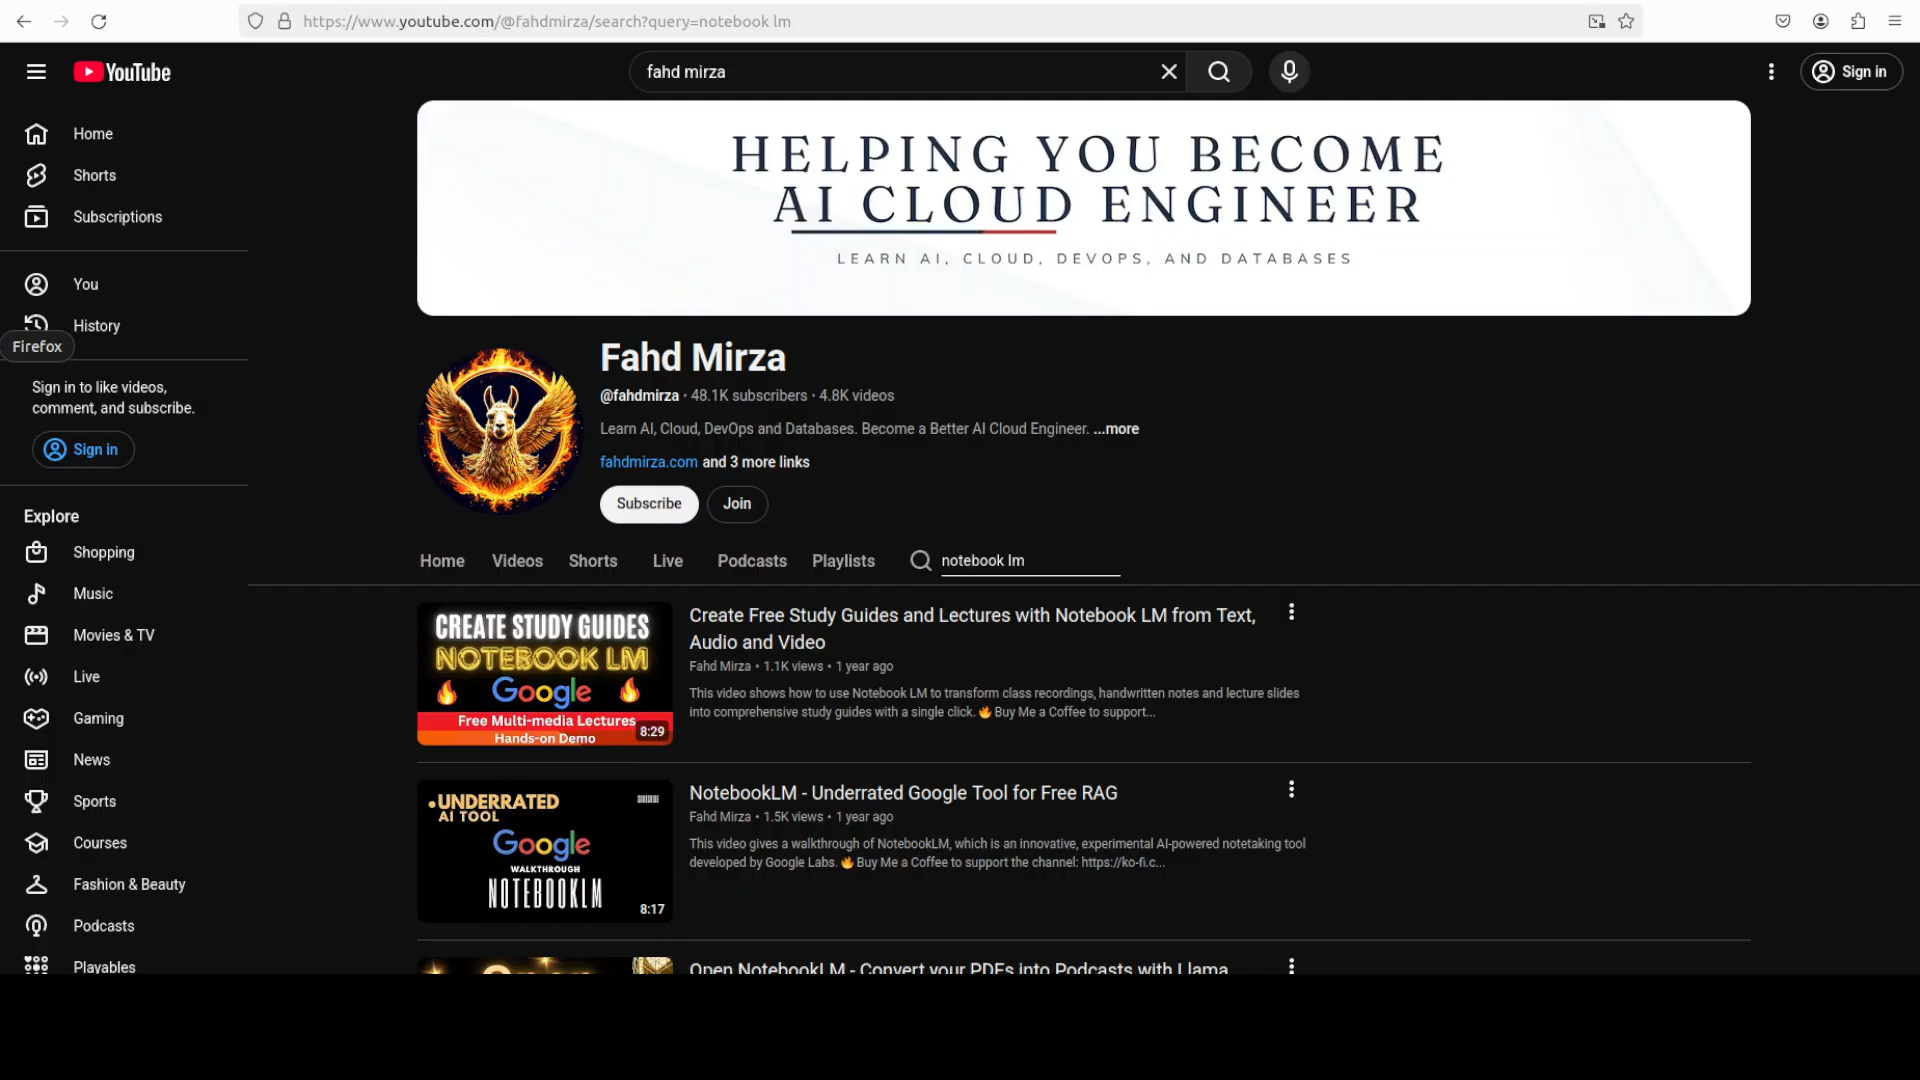 https://www.youtube.com/@fahdmirza/search?query=notebook lm
YouTube
fahd mirza
Sign in
Home
Shorts
Subscriptions
You
History
Firefox
Sign in to like videos,
comment, and subscribe.
Sign in
Explore
Shopping
Music
Movies & TV
Live
Gaming
News
Sports
Courses
Fashion & Beauty
Podcasts
Playables
HELPING YOU BECOME
AI CLOUD ENGINEER
LEARN AI, CLOUD, DEVOPS, AND DATABASES
Fahd Mirza
@fahdmirza · 48.1K subscribers · 4.8K videos
Learn AI, Cloud, DevOps and Databases. Become a Better AI Cloud Engineer. ...more
fahdmirza.com and 3 more links
Subscribe Join
Home Videos Shorts Live Podcasts Playlists notebook lm
CREATE STUDY GUIDES
NOTEBOOK LM
Google
Free Multi-media Lectures
Hands-on Demo
8:29
Create Free Study Guides and Lectures with Notebook LM from Text,
Audio and Video
Fahd Mirza • 1.1K views • 1 year ago
This video shows how to use Notebook LM to transform class recordings, handwritten notes and lecture slides
into comprehensive study guides with a single click. 🔥 Buy Me a Coffee to support...
•UNDERRATED
AI TOOL
Google
WALKTHROUGH
NOTEBOOKLM
8:17
NotebookLM - Underrated Google Tool for Free RAG
Fahd Mirza • 1.5K views • 1 year ago
This video gives a walkthrough of NotebookLM, which is an innovative, experimental AI-powered notetaking tool
developed by Google Labs. 🔥 Buy Me a Coffee to support the channel: https://ko-fi.c...
Open NotebookLM - Convert your PDFs into Podcasts with Llama